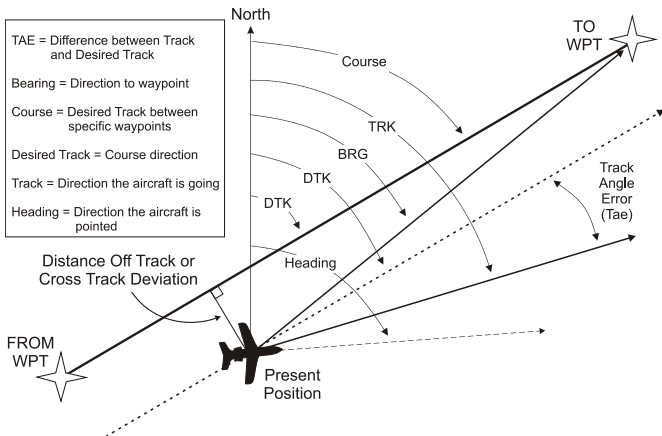 North
TO
WPT
TAE = Difference between Track
and Desired Track
Bearing = Direction to waypoint
Course = Desired Track between
specific waypoints
Desired Track = Course direction
Track = Direction the aircraft is going
Heading = Direction the aircraft is
pointed
Course
TRK
BRG
DTK
DTK
Heading
Track
Angle
Error
(Tae)
Distance Off Track or
Cross Track Deviation
FROM
WPT
Present
Position